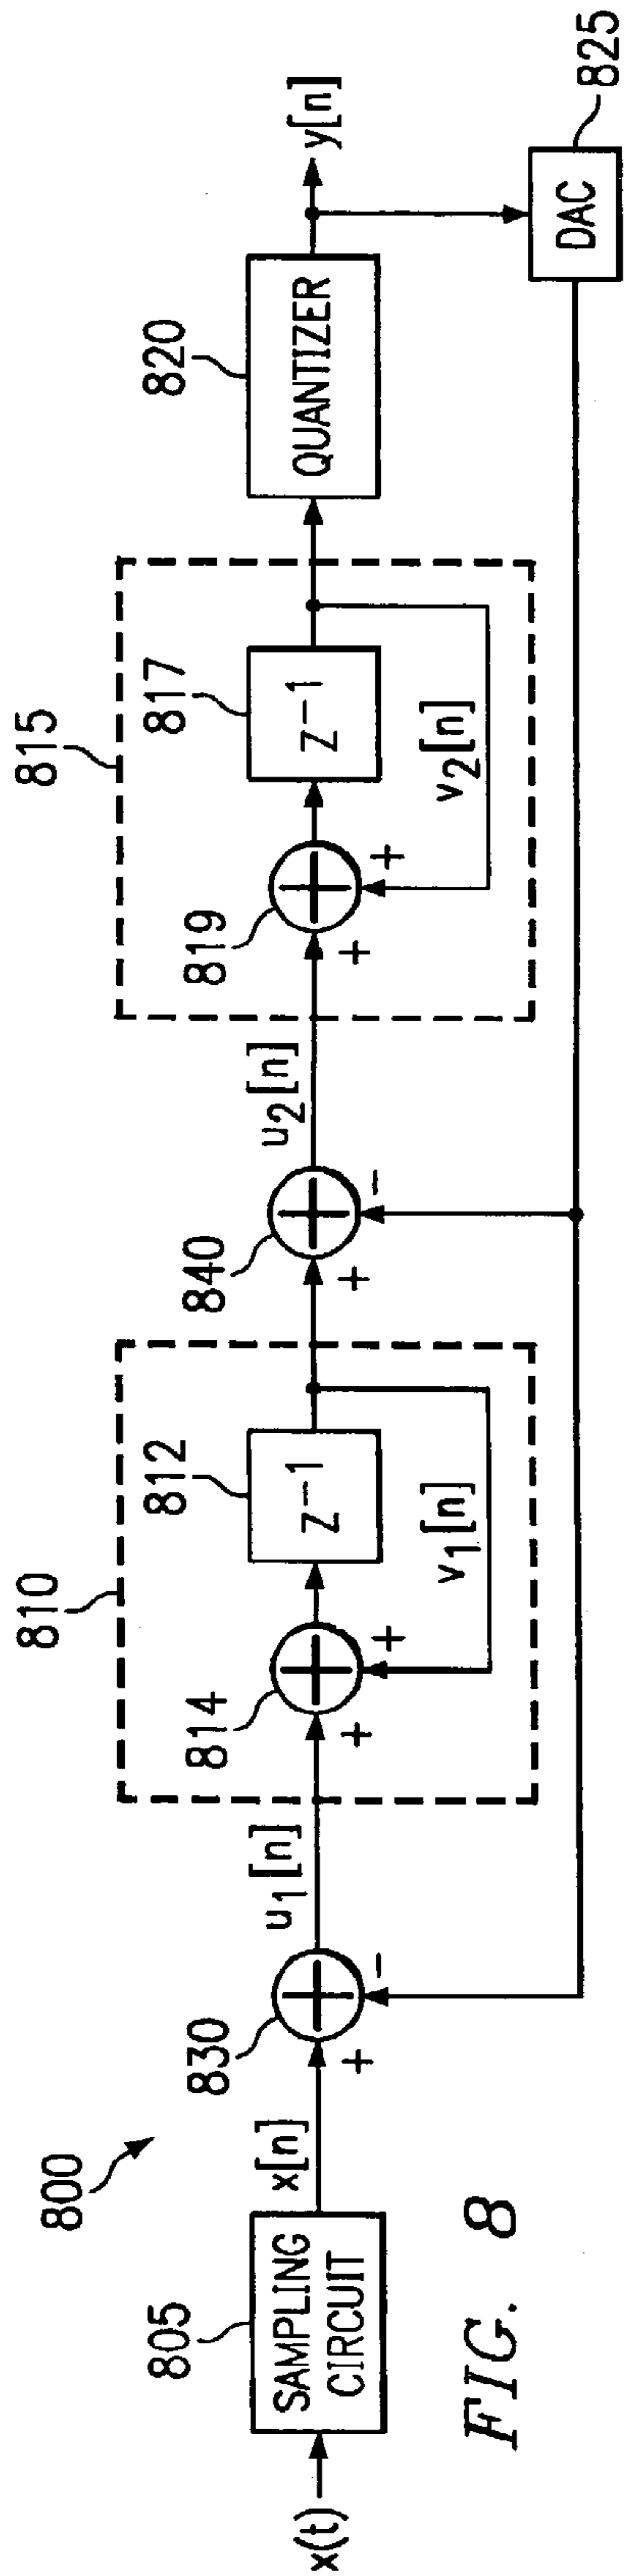 800
x(t)
805
SAMPLING
CIRCUIT
x[n]
830
+
-
u1[n]
810
814
+
+
812
Z−1
v1[n]
840
+
-
u2[n]
815
819
+
+
817
Z−1
v2[n]
820
QUANTIZER
y[n]
DAC
825
FIG. 8